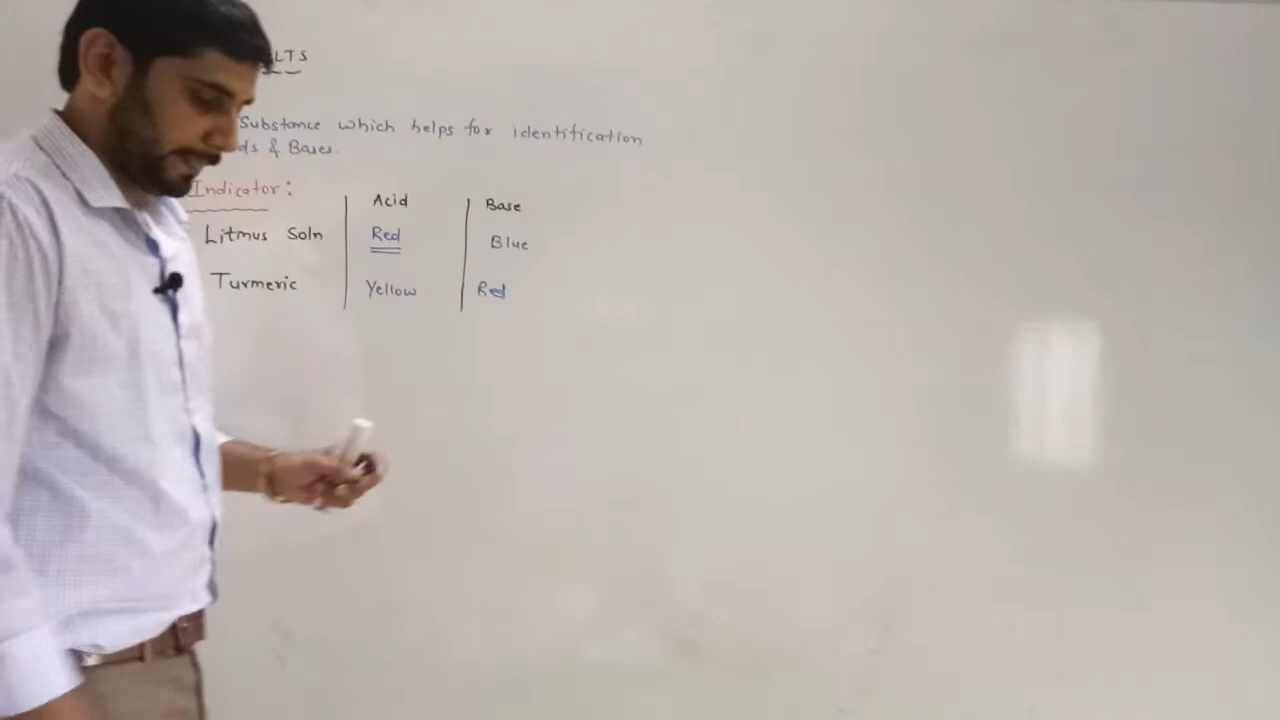 LTS
Substance which helps for identification
ds & Bases
Indicator: Acid Base
Litmus Soln Red Blue
Turmeric Yellow Red